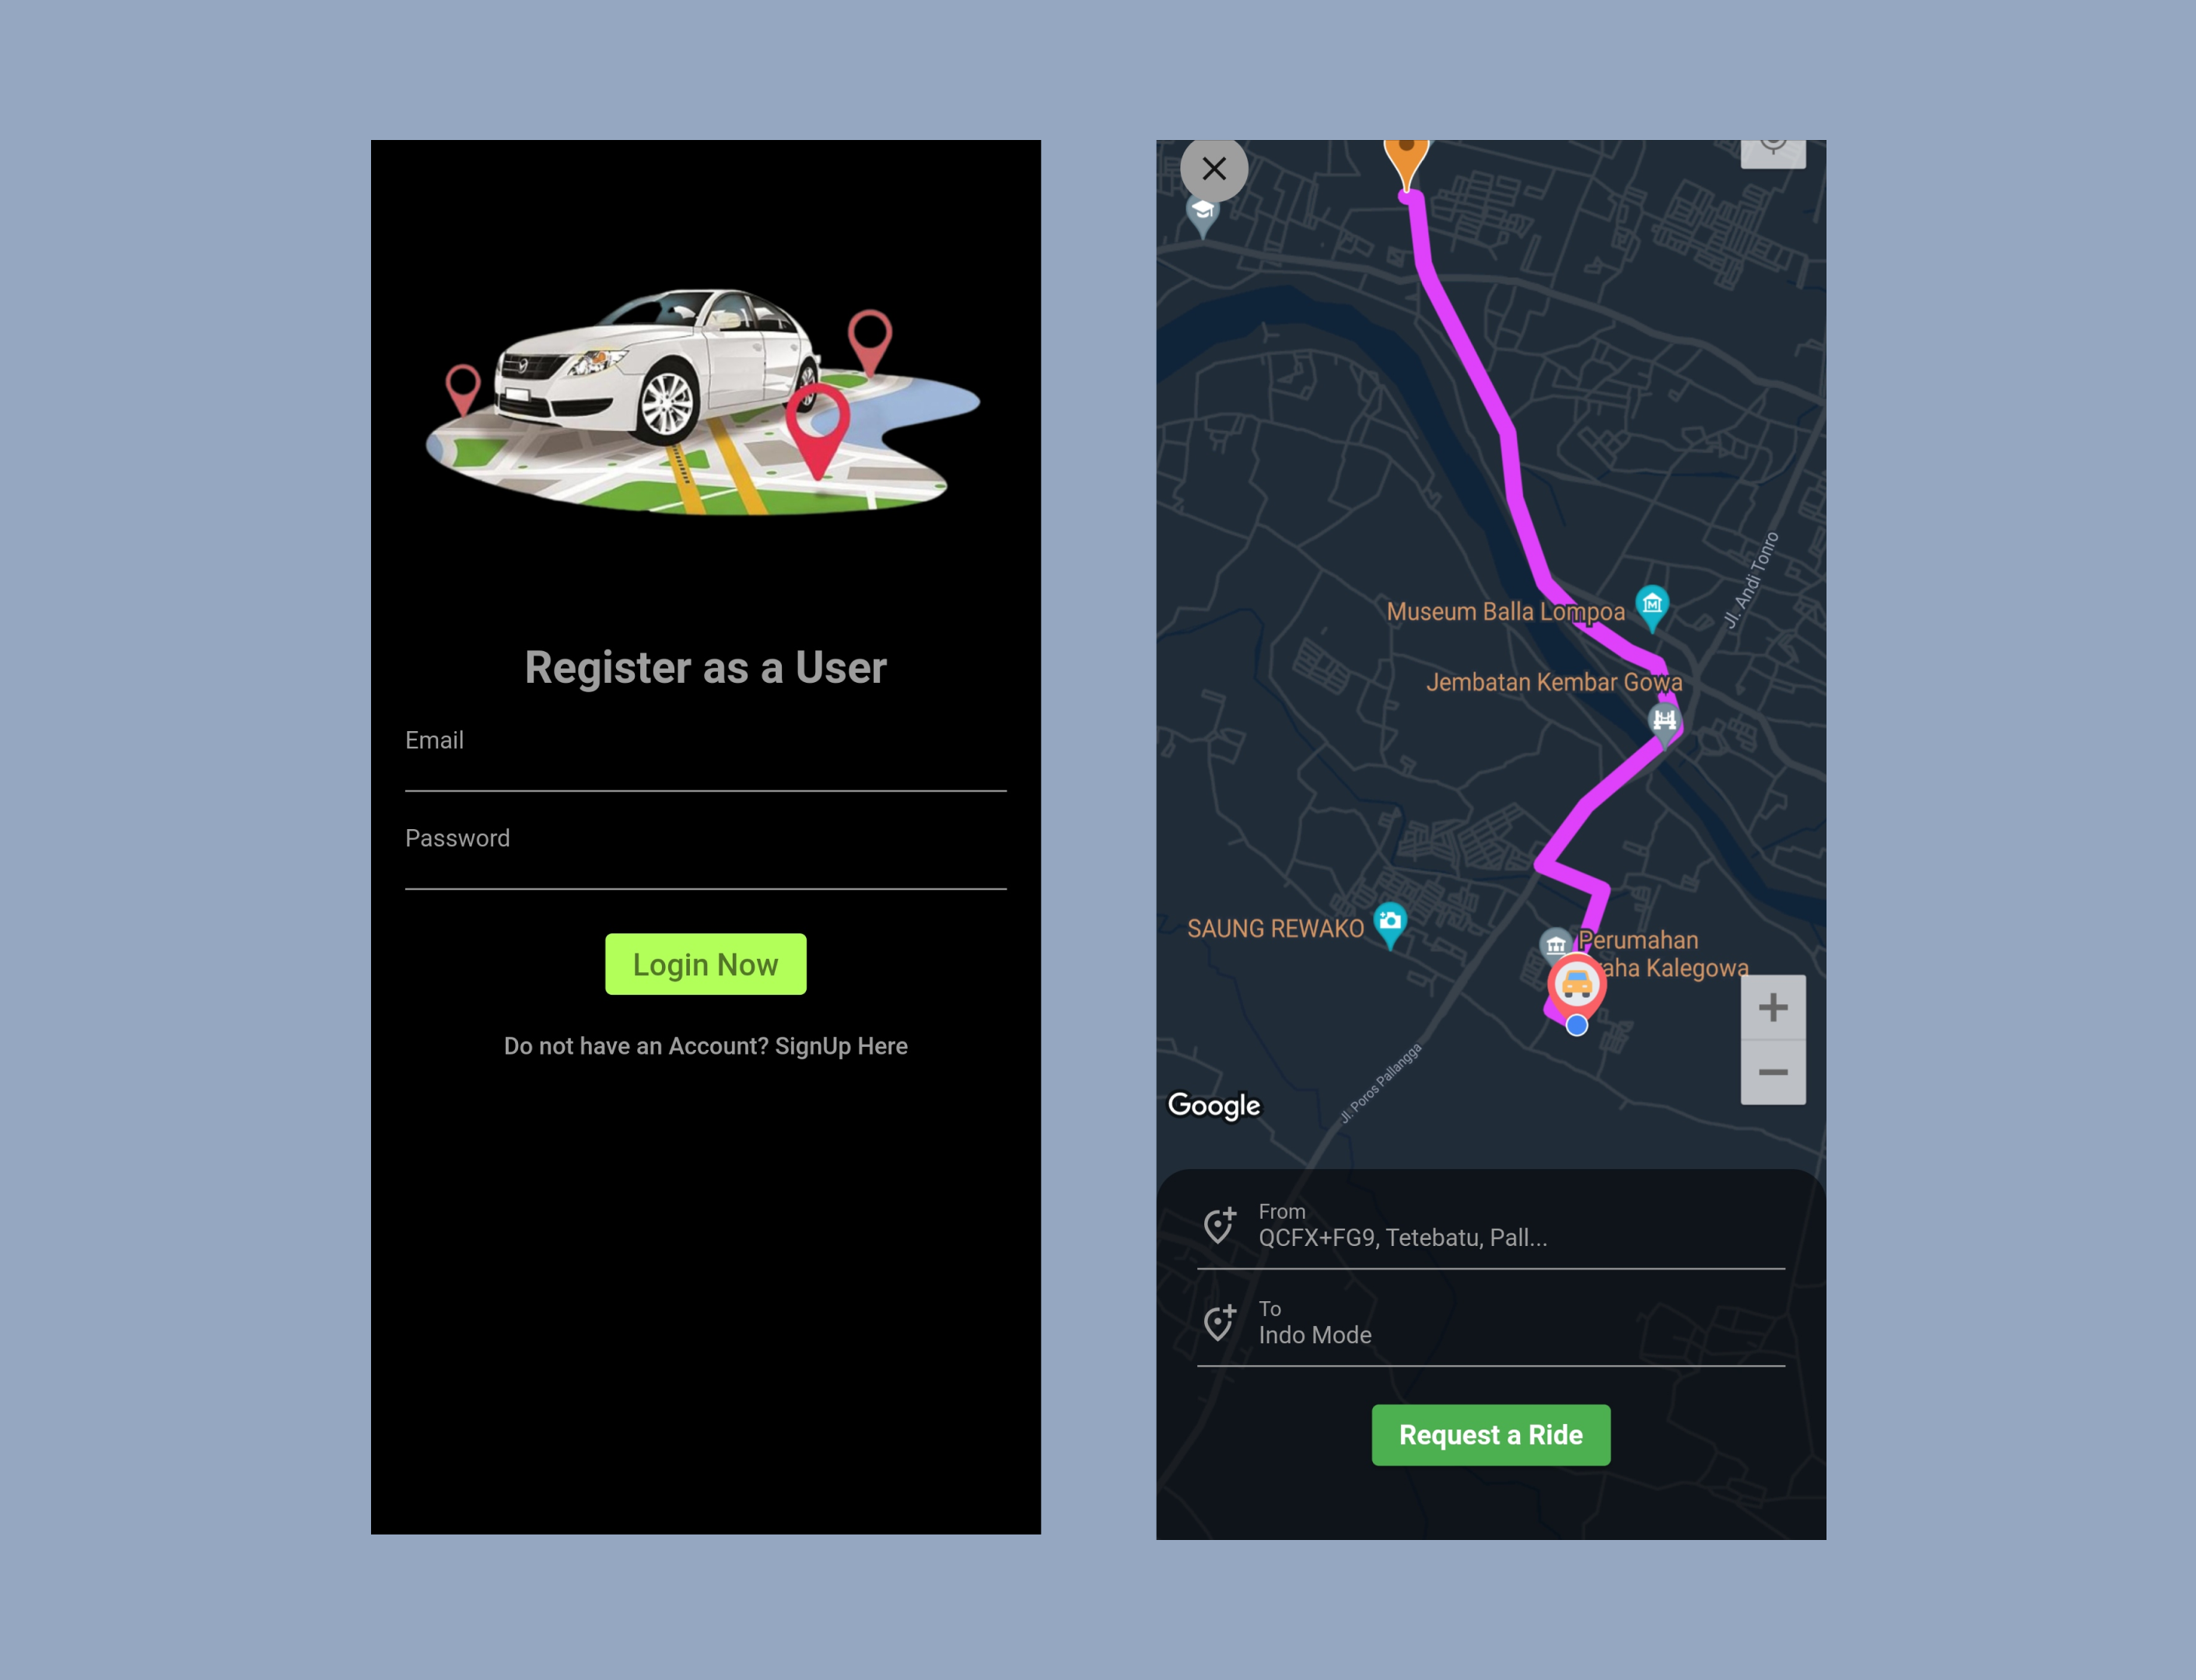 Register as a User
Email
Password
Login Now
Do not have an Account? SignUp Here
Museum Balla Lompoa
Jl. Andi Tonro
Jembatan Kembar Gowa
SAUNG REWAKO
Perumahan
raha Kalegowa
Jl. Poros Pallangga
Google
From
QCFX+FG9, Tetebatu, Pall...
To
Indo Mode
Request a Ride